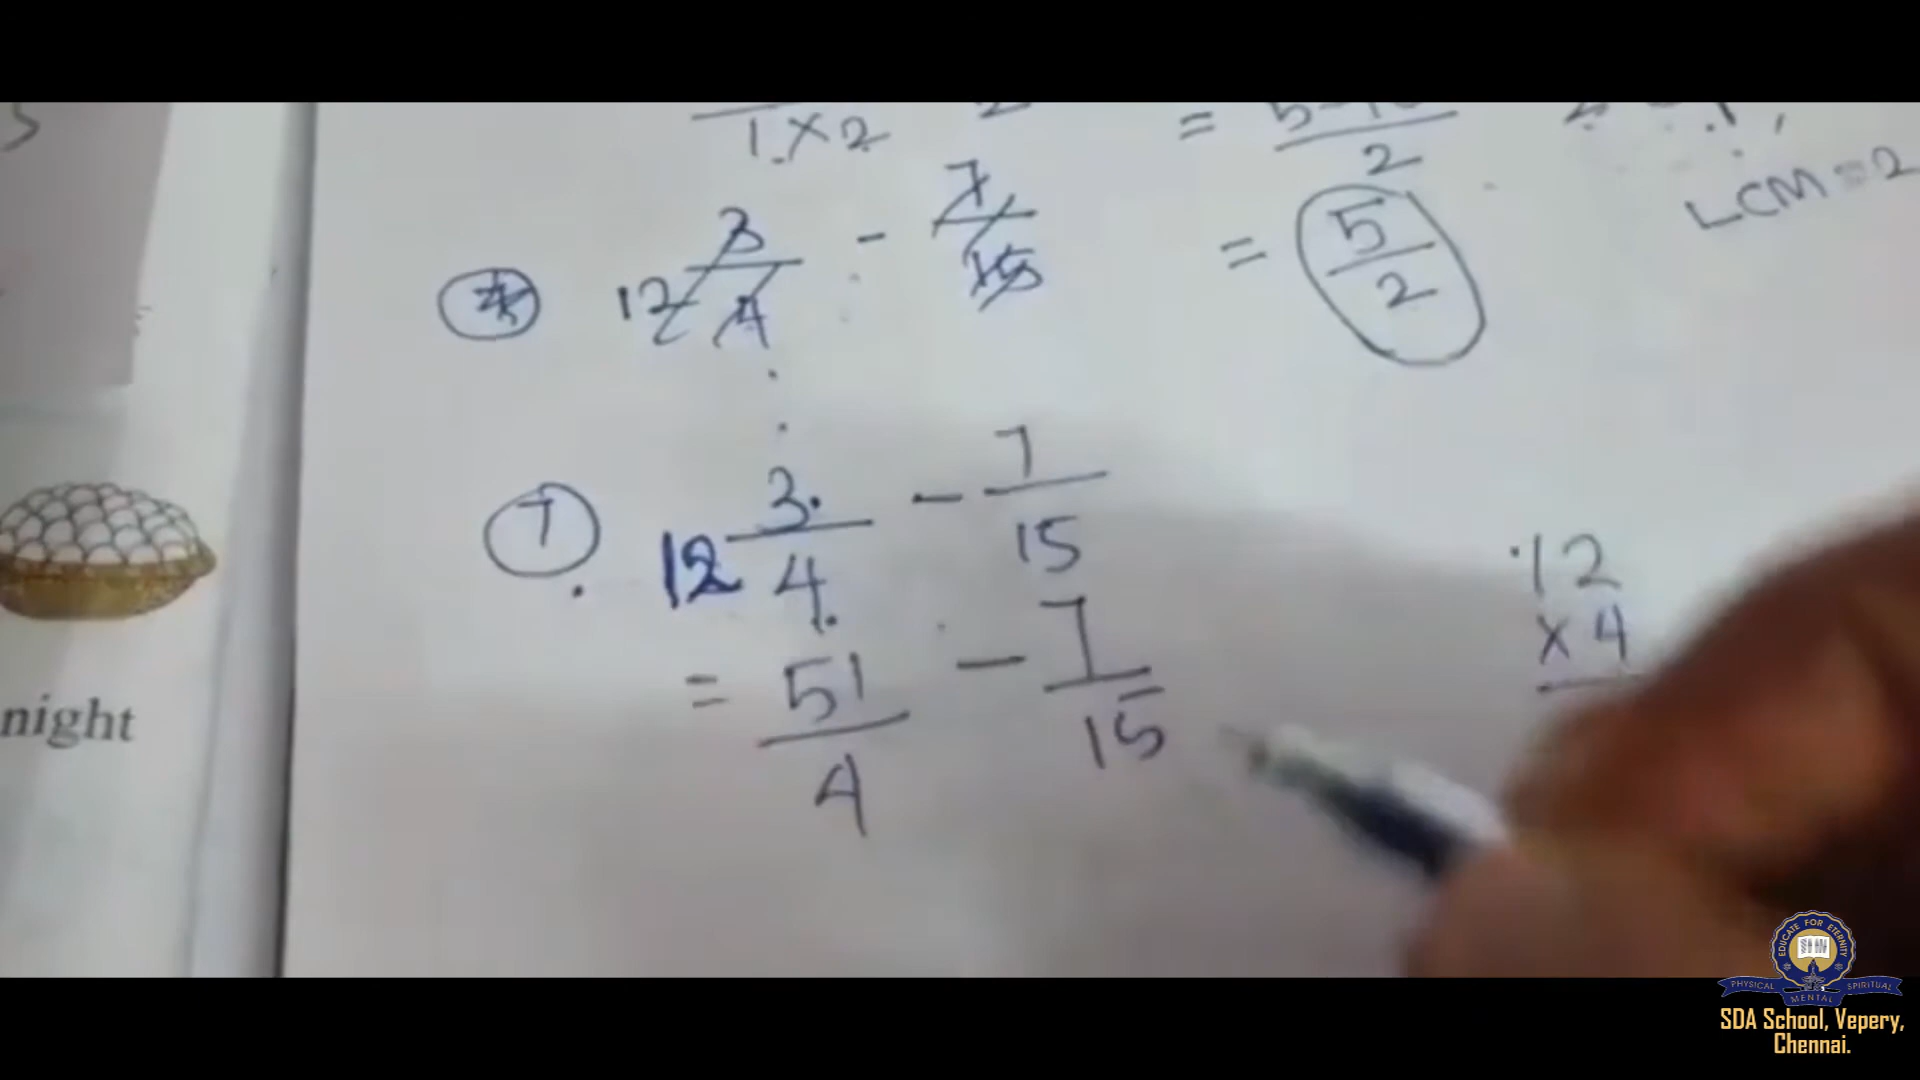 1 × 2
= 2
LCM = 2
12 3/4 - 7/15
= 5/2
7
12 3/4 - 7/15
12
× 4
= 51/4 - 7/15
night
EDUCATE FOR ETERNITY
PHYSICAL MENTAL SPIRITUAL
SDA School, Vepery,
Chennai.